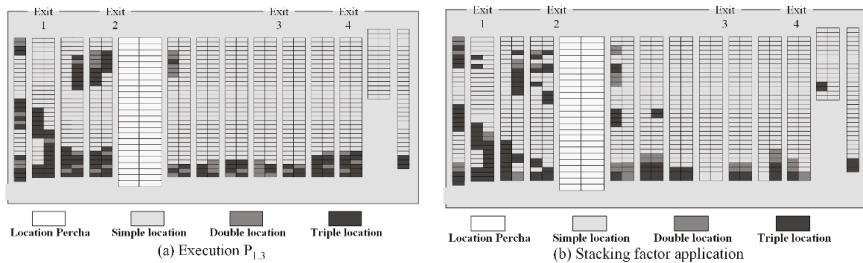 Exit Exit Exit Exit
1 2 3 4
Location Percha Simple location Double location Triple location
(a) Execution P1.3
Exit Exit Exit Exit
1 2 3 4
Location Percha Simple location Double location Triple location
(b) Stacking factor application